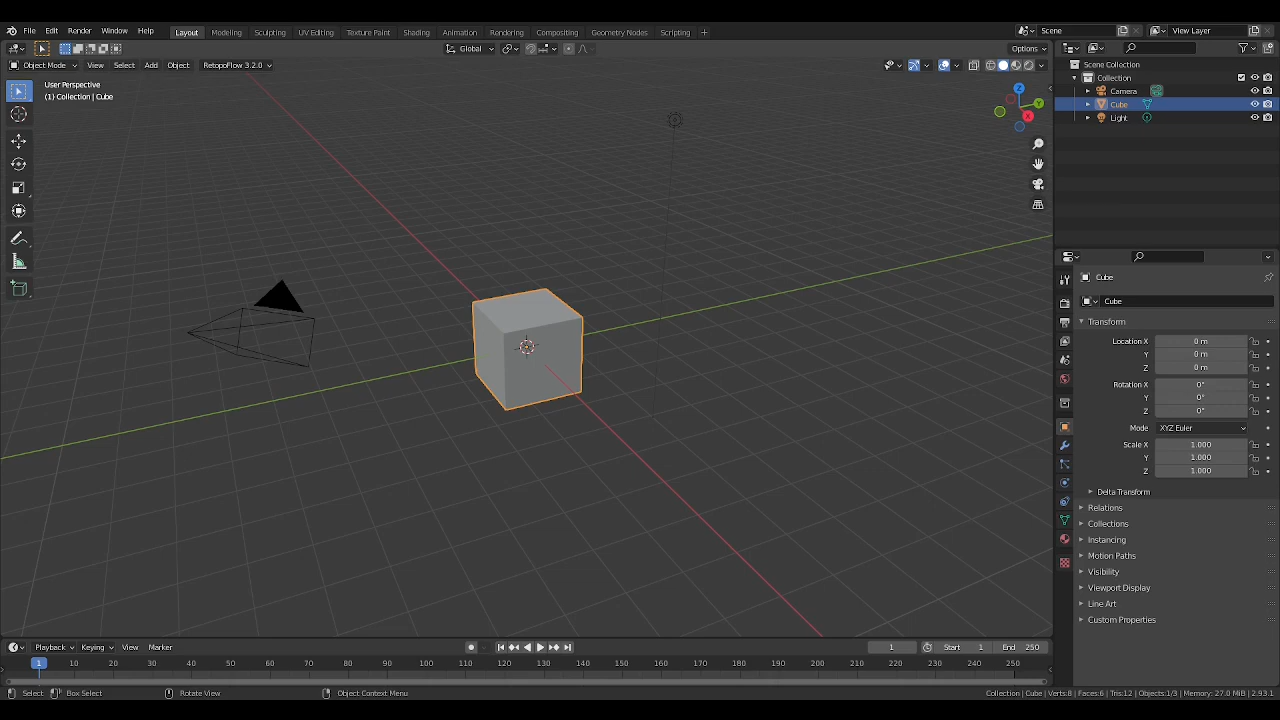 File Edit Render Window Help Layout Modeling Sculpting UV Editing Texture Paint Shading Animation Rendering Compositing Geometry Nodes Scripting + Scene View Layer
Global Options
Object Mode View Select Add Object RetopoFlow 3.2.0
User Perspective
(1) Collection | Cube
Z
Y
X
Scene Collection
Collection
Camera
Cube
Light
Cube
Cube
Transform
Location X 0 m
Y 0 m
Z 0 m
Rotation X 0°
Y 0°
Z 0°
Mode XYZ Euler
Scale X 1.000
Y 1.000
Z 1.000
Delta Transform
Relations
Collections
Instancing
Motion Paths
Visibility
Viewport Display
Line Art
Custom Properties
Playback Keying View Marker 1 Start 1 End 250
1 10 20 30 40 50 60 70 80 90 100 110 120 130 140 150 160 170 180 190 200 210 220 230 240 250
Select Box Select Rotate View Object Context Menu Collection | Cube | Verts:8 | Faces:6 | Tris:12 | Objects:1/3 | Memory: 27.0 MiB | 2.93.1